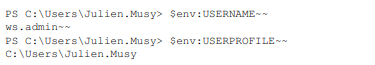 PS C:\Users\Julien.Musy> $env:USERNAME~~
ws.admin~~
PS C:\Users\Julien.Musy> $env:USERPROFILE~~
C:\Users\Julien.Musy